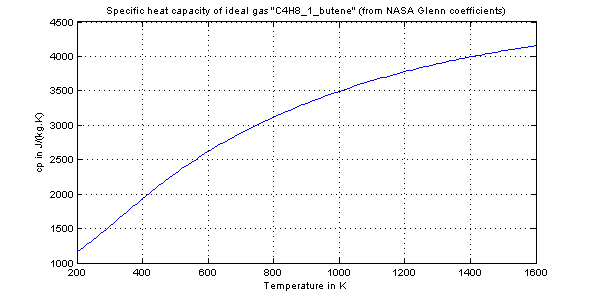 Specific heat capacity of ideal gas "C4H8_1_butene" (from NASA Glenn coefficients)
4500
4000
3500
3000
2500
2000
1500
1000
cp in J/(kg.K)
200 400 600 800 1000 1200 1400 1600
Temperature in K